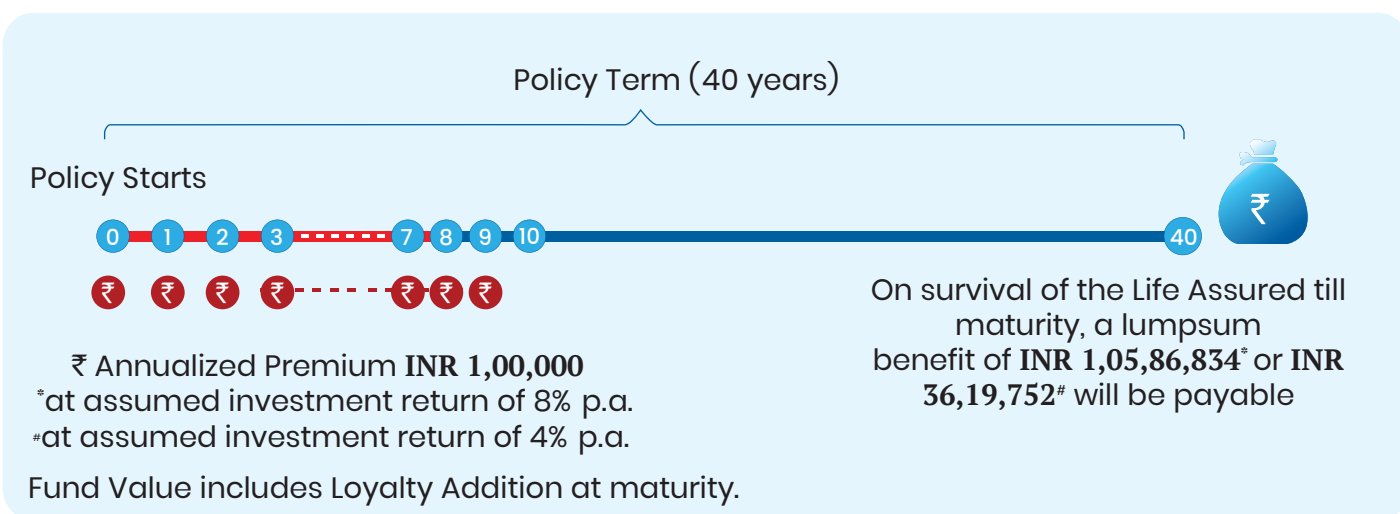 Policy Term (40 years)
Policy Starts
₹
0 1 2 3 7 8 9 10 40
₹ ₹ ₹ ₹ ₹ ₹ ₹
On survival of the Life Assured till
maturity, a lumpsum
benefit of INR 1,05,86,834* or INR
36,19,752# will be payable
₹ Annualized Premium INR 1,00,000
*at assumed investment return of 8% p.a.
#at assumed investment return of 4% p.a.
Fund Value includes Loyalty Addition at maturity.